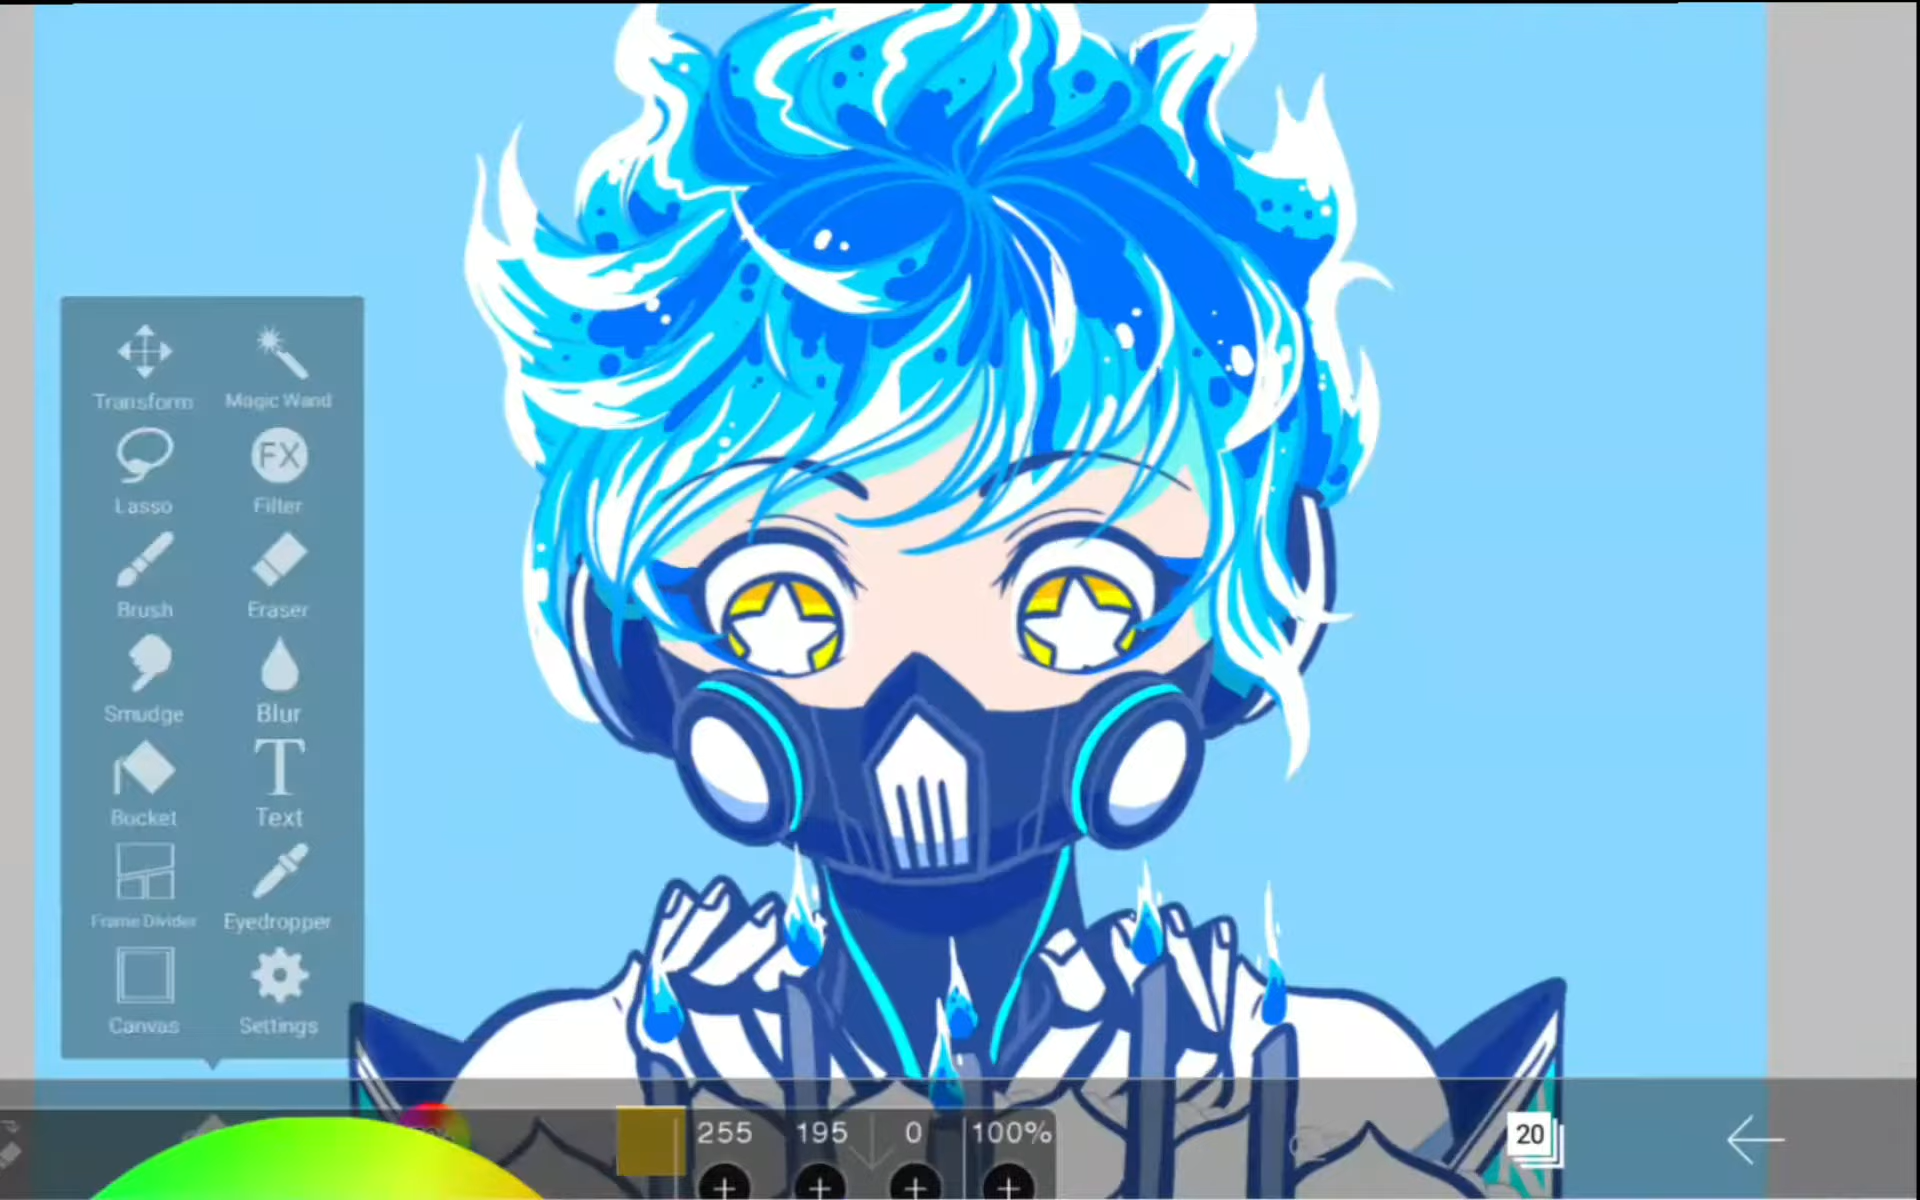 Transform Magic Wand
Lasso Filter
FX
Brush Eraser
Smudge Blur
T
Bucket Text
Frame Divider Eyedropper
Canvas Settings
255 195 0 100%
20